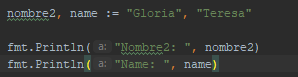 nombre2, name := "Gloria", "Teresa"
fmt.Println( a...: "Nombre2: ", nombre2)
fmt.Println( a...: "Name: ", name)